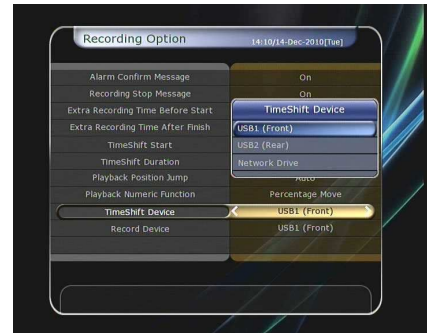 Recording Option
14:10/14-Dec-2010[Tue]
Alarm Confirm Message On
Recording Stop Message On
Extra Recording Time Before Start
Extra Recording Time After Finish
TimeShift Start
TimeShift Duration
Playback Position Jump Auto
Playback Numeric Function Percentage Move
TimeShift Device USB1 (Front)
Record Device USB1 (Front)
TimeShift Device
USB1 (Front)
USB2 (Rear)
Network Drive